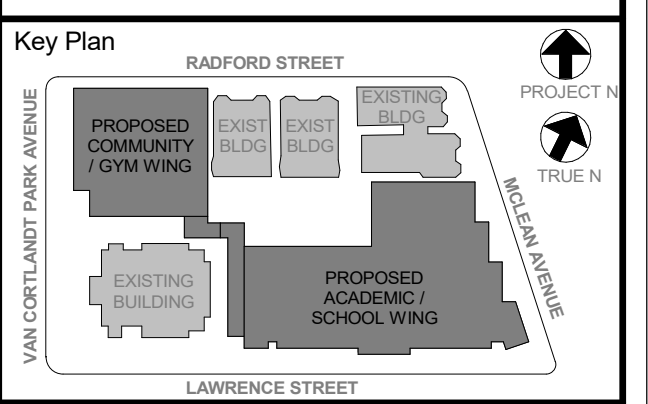 Key Plan
RADFORD STREET
PROJECT N
TRUE N
VAN CORTLANDT PARK AVENUE
PROPOSED
COMMUNITY
/ GYM WING
EXIST
BLDG
EXIST
BLDG
EXISTING
BLDG
MCLEAN AVENUE
EXISTING
BUILDING
PROPOSED
ACADEMIC /
SCHOOL WING
LAWRENCE STREET